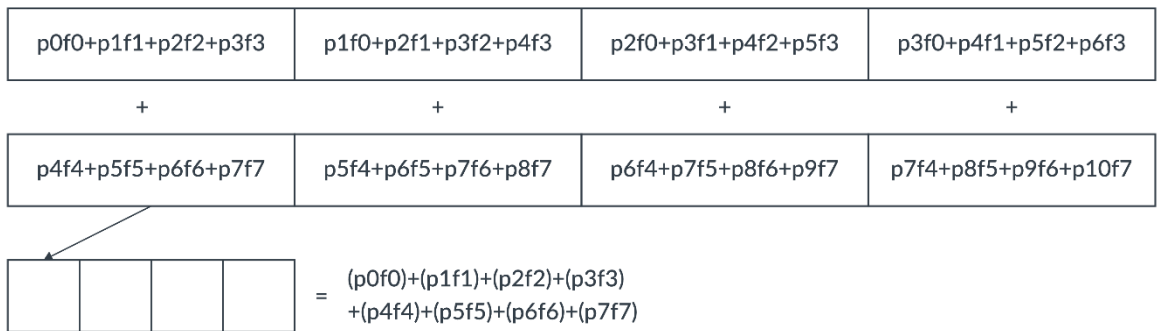 p0f0+p1f1+p2f2+p3f3 p1f0+p2f1+p3f2+p4f3 p2f0+p3f1+p4f2+p5f3 p3f0+p4f1+p5f2+p6f3
+ + + +
p4f4+p5f5+p6f6+p7f7 p5f4+p6f5+p7f6+p8f7 p6f4+p7f5+p8f6+p9f7 p7f4+p8f5+p9f6+p10f7
= (p0f0)+(p1f1)+(p2f2)+(p3f3)
+(p4f4)+(p5f5)+(p6f6)+(p7f7)